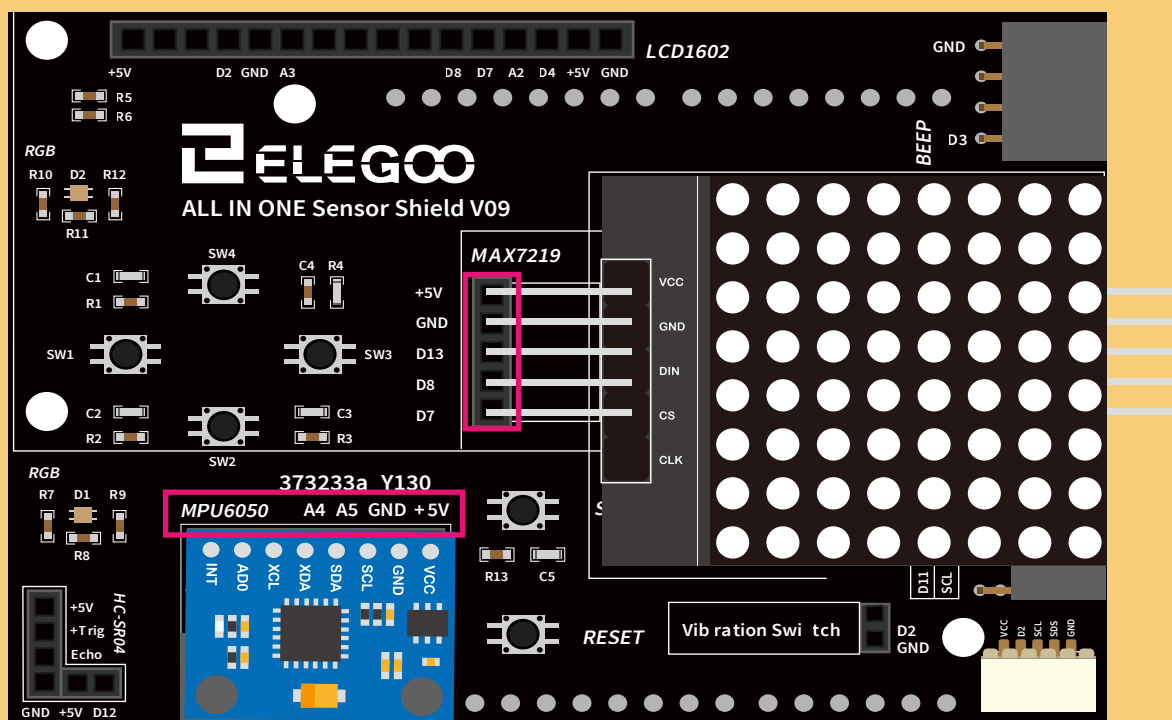 LCD1602
+5V D2 GND A3 D8 D7 A2 D4 +5V GND
GND
D3
BEEP
R5
R6
RGB
R10 D2 R12
R11
ELEGOO
ALL IN ONE Sensor Shield V09
SW4
C1
R1
C4 R4
SW1
SW3
C2
R2
C3
R3
SW2
MAX7219
+5V
GND
D13
D8
D7
VCC
GND
DIN
CS
CLK
RGB
R7 D1 R9
R8
373233a Y130
MPU6050 A4 A5 GND +5V
INT AD0 XCL XDA SDA SCL GND VCC
S
R13 C5
RESET
HC-SR04
+5V
+Trig
Echo
GND +5V D12
Vib ration Swi tch
D2
GND
D11
SCL
VCC D2 SCL SDS GND